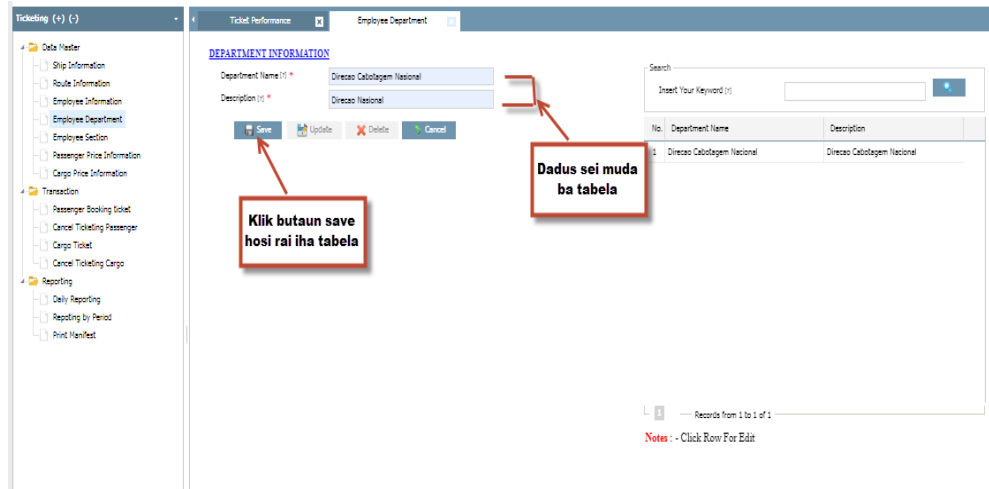 Ticketing (+) (-)
Data Master
Ship Information
Route Information
Employee Information
Employee Department
Employee Section
Passenger Price Information
Cargo Price Information
Transaction
Passenger Booking ticket
Cancel Ticketing Passenger
Cargo Ticket
Cancel Ticketing Cargo
Reporting
Daily Reporting
Repoting by Period
Print Manifest
Ticket Performance
Employee Department
DEPARTMENT INFORMATION
Department Name [?] * Direcao Cabotagem Nasional
Description [?] * Direcao Nasional
Save Update Delete Cancel
Klik butaun save
hosi rai iha tabela
Dadus sei muda
ba tabela
Search
Insert Your Keyword [?]
No. Department Name Description
1 Direcao Cabotagem Nacional Direcao Cabotagem Nacional
1 Records from 1 to 1 of 1
Notes : - Click Row For Edit